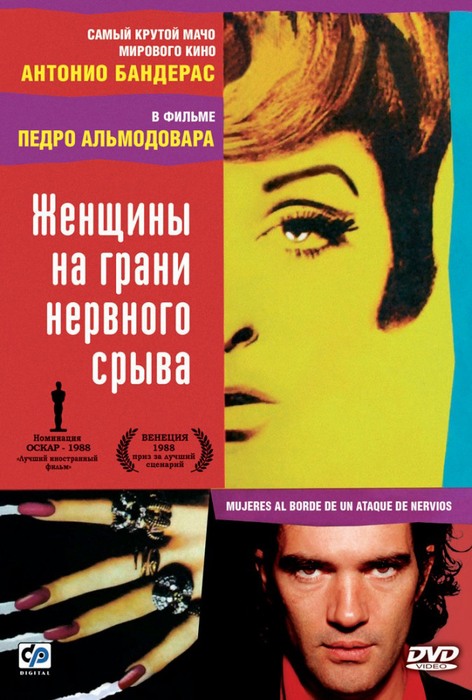 САМЫЙ КРУТОЙ МАЧО
МИРОВОГО КИНО
АНТОНИО БАНДЕРАС
В ФИЛЬМЕ
ПЕДРО АЛЬМОДОВАРА
Женщины
на грани
нервного
срыва
Номинация
ОСКАР - 1988
«Лучший иностранный
фильм»
ВЕНЕЦИЯ
1988
приз за лучший
сценарий
MUJERES AL BORDE DE UN ATAQUE DE NERVIOS
CP
DIGITAL
DVD
VIDEO